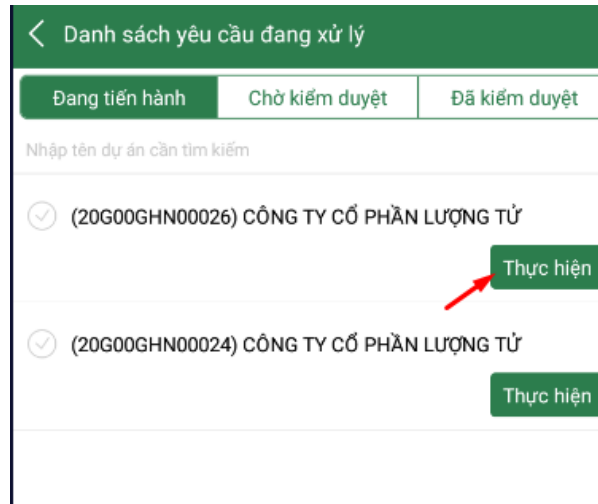 Danh sách yêu cầu đang xử lý
Đang tiến hành Chờ kiểm duyệt Đã kiểm duyệt
Nhập tên dự án cần tìm kiếm
(20G00GHN00026) CÔNG TY CỔ PHẦN LƯỢNG TỬ
Thực hiện
(20G00GHN00024) CÔNG TY CỔ PHẦN LƯỢNG TỬ
Thực hiện